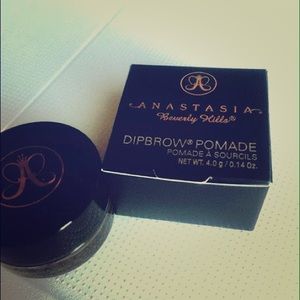 ANASTASIA
Beverly Hills®
DIPBROW® POMADE
POMADE À SOURCILS
NET WT. 4.0 g / 0.14 Oz.